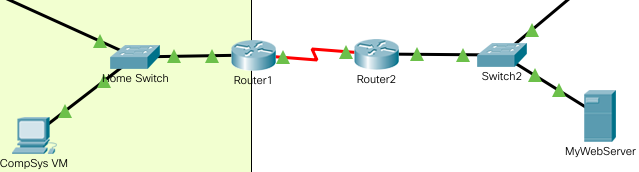 Home Switch
Router1
Router2
Switch2
CompSys VM
MyWebServer